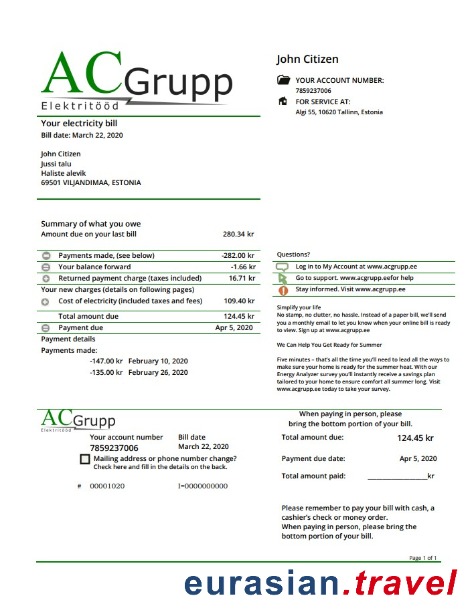 ACGrupp
Elektritööd
Your electricity bill
Bill date: March 22, 2020
John Citizen
Jussi talu
Haliste alevik
69501 VILJANDIMAA, ESTONIA
John Citizen
YOUR ACCOUNT NUMBER:
7859237006
FOR SERVICE AT:
Algi 55, 10620 Tallinn, Estonia
Summary of what you owe
Amount due on your last bill 280.34 kr
Payments made, (see below) -282.00 kr
Your balance forward -1.66 kr
Returned payment charge (taxes included) 16.71 kr
Your new charges (details on following pages)
Cost of electricity (included taxes and fees) 109.40 kr
Total amount due 124.45 kr
Payment due Apr 5, 2020
Payment details
Payments made:
-147.00 kr February 10, 2020
-135.00 kr February 26, 2020
Questions?
Log in to My Account at www.acgrupp.ee
Go to support. www.acgrupp.eefor help
Stay informed. Visit www.acgrupp.ee
Simplify your life
No stamp, no clutter, no hassle. Instead of a paper bill, we'll send
you a monthly email to let you know when your online bill is ready
to view. Sign up at www.acgrupp.ee
We Can Help You Get Ready for Summer
Five minutes – that's all the time you'll need to lead all the ways to
make sure your home is ready for the summer heat. With our
Energy Analyzer survey you'll instantly receive a savings plan
tailored to your home to ensure comfort all summer long. Visit
www.acgrupp.ee today to take your survey.
ACGrupp
Elektritööd
Your account number Bill date
7859237006 March 22, 2020
Mailing address or phone number change?
Check here and fill in the details on the back.
# 00001020 I=0000000000
When paying in person, please
bring the bottom portion of your bill.
Total amount due: 124.45 kr
Payment due date: Apr 5, 2020
Total amount paid: ______________kr
Please remember to pay your bill with cash, a
cashier's check or money order.
When paying in person, please bring the
bottom portion of your bill.
Page 1 of 1
eurasian.travel